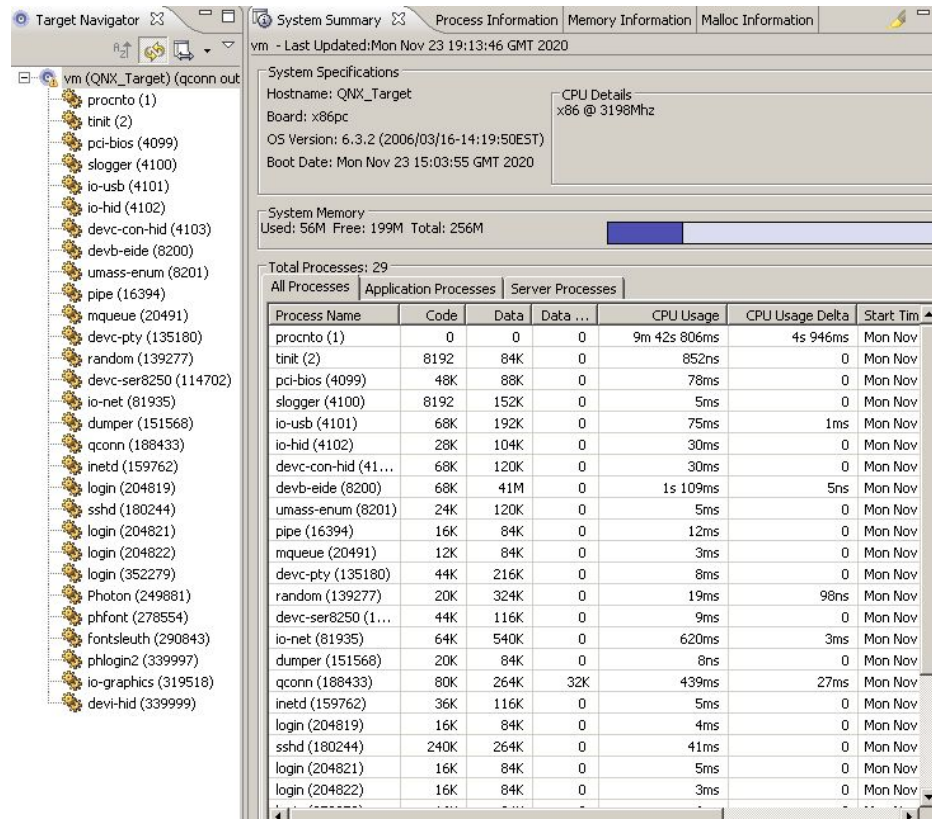 Target Navigator
System Summary
Process Information
Memory Information
Malloc Information
vm (QNX_Target) (qconn out
procnto (1)
tinit (2)
pci-bios (4099)
slogger (4100)
io-usb (4101)
io-hid (4102)
devc-con-hid (4103)
devb-eide (8200)
umass-enum (8201)
pipe (16394)
mqueue (20491)
devc-pty (135180)
random (139277)
devc-ser8250 (114702)
io-net (81935)
dumper (151568)
qconn (188433)
inetd (159762)
login (204819)
sshd (180244)
login (204821)
login (204822)
login (352279)
Photon (249881)
phfont (278554)
fontsleuth (290843)
phlogin2 (339997)
io-graphics (319518)
devi-hid (339999)
vm - Last Updated:Mon Nov 23 19:13:46 GMT 2020
System Specifications
Hostname: QNX_Target
Board: x86pc
OS Version: 6.3.2 (2006/03/16-14:19:50EST)
Boot Date: Mon Nov 23 15:03:55 GMT 2020
CPU Details
x86 @ 3198Mhz
System Memory
Used: 56M Free: 199M Total: 256M
Total Processes: 29
All Processes Application Processes Server Processes
Process Name Code Data Data ... CPU Usage CPU Usage Delta Start Tim
procnto (1) 0 0 0 9m 42s 806ms 4s 946ms Mon Nov
tinit (2) 8192 84K 0 852ns 0 Mon Nov
pci-bios (4099) 48K 88K 0 78ms 0 Mon Nov
slogger (4100) 8192 152K 0 5ms 0 Mon Nov
io-usb (4101) 68K 192K 0 75ms 1ms Mon Nov
io-hid (4102) 28K 104K 0 30ms 0 Mon Nov
devc-con-hid (41... 68K 120K 0 30ms 0 Mon Nov
devb-eide (8200) 68K 41M 0 1s 109ms 5ns Mon Nov
umass-enum (8201) 24K 120K 0 5ms 0 Mon Nov
pipe (16394) 16K 84K 0 12ms 0 Mon Nov
mqueue (20491) 12K 84K 0 3ms 0 Mon Nov
devc-pty (135180) 44K 216K 0 8ms 0 Mon Nov
random (139277) 20K 324K 0 19ms 98ns Mon Nov
devc-ser8250 (1... 44K 116K 0 9ms 0 Mon Nov
io-net (81935) 64K 540K 0 620ms 3ms Mon Nov
dumper (151568) 20K 84K 0 8ns 0 Mon Nov
qconn (188433) 80K 264K 32K 439ms 27ms Mon Nov
inetd (159762) 36K 116K 0 5ms 0 Mon Nov
login (204819) 16K 84K 0 4ms 0 Mon Nov
sshd (180244) 240K 264K 0 41ms 0 Mon Nov
login (204821) 16K 84K 0 5ms 0 Mon Nov
login (204822) 16K 84K 0 3ms 0 Mon Nov